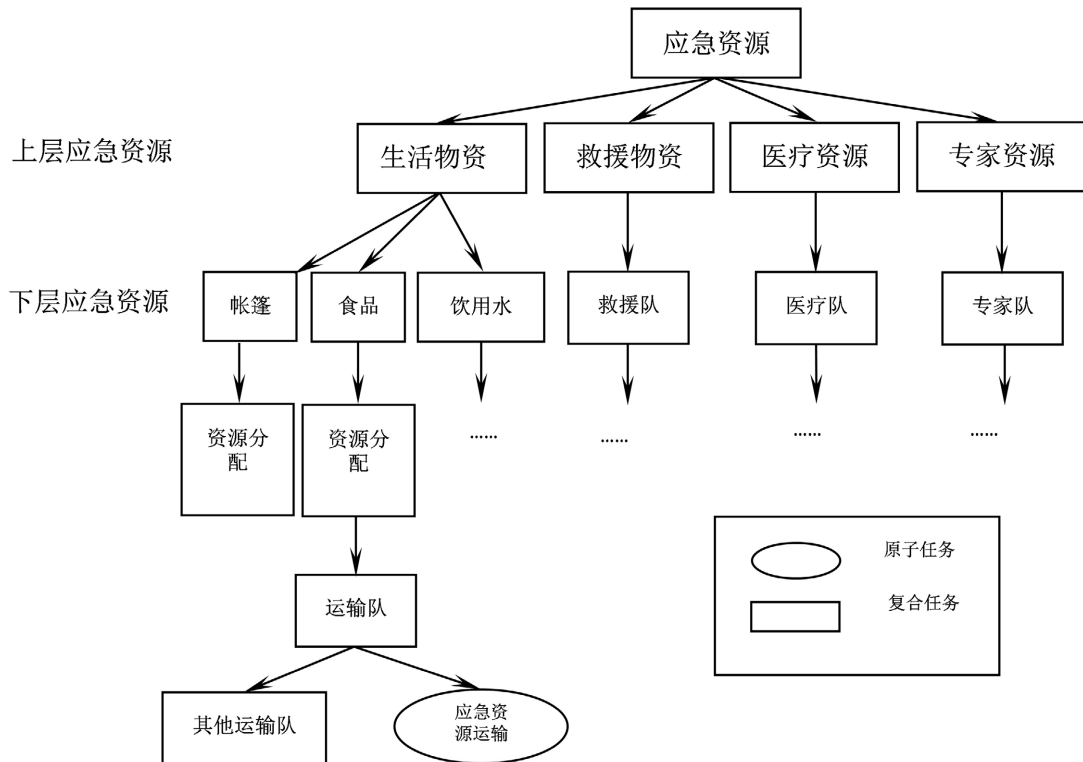 应急资源
上层应急资源
生活物资
救援物资
医疗资源
专家资源
下层应急资源
帐篷
食品
饮用水
救援队
医疗队
专家队
资源分
配
资源分
配
......
......
......
......
原子任务
复合任务
运输队
其他运输队
应急资
源运输